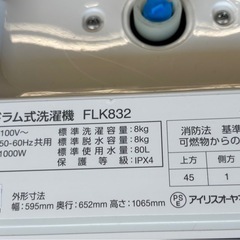 ドラム式洗濯機 FLK832
100V~
50-60Hz共用
1000W
標準洗濯容量:8kg
標準脱水容量:8kg
標準使用水量:80L
保護等級:IPX4
外形寸法
幅:595mm 奥行:652mm 高さ:1065mm
消防法 基準
可燃物からの
上方 側方
45 1
PSE
アイリスオーヤ